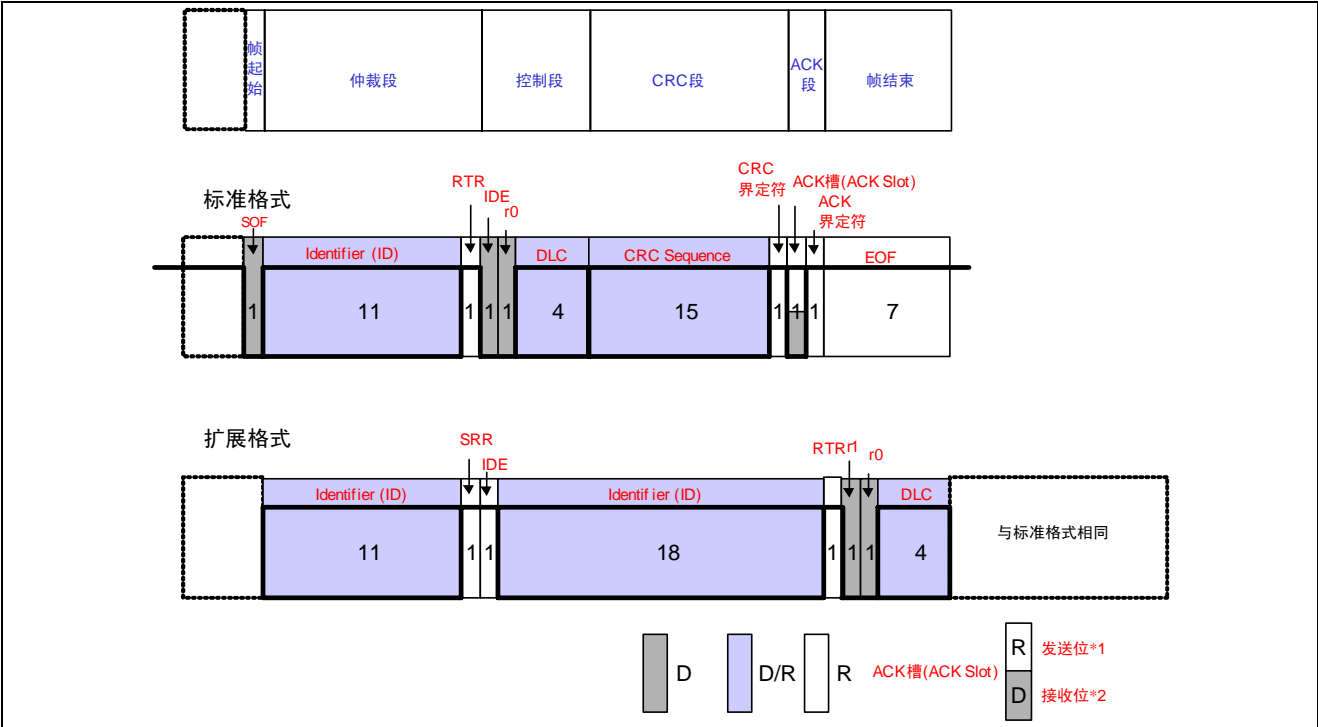 帧起始
仲裁段
控制段
CRC段
ACK段
帧结束
标准格式
SOF
RTR
IDE
r0
CRC
界定符
ACK槽(ACK Slot)
ACK
界定符
Identifier (ID)
DLC
CRC Sequence
EOF
1
11
1
1
1
4
15
1
1
1
7
扩展格式
SRR
IDE
RTR
r1
r0
Identifier (ID)
Identifier (ID)
DLC
与标准格式相同
11
1
1
18
1
1
1
4
D
D/R
R
ACK槽(ACK Slot)
R
发送位*1
D
接收位*2